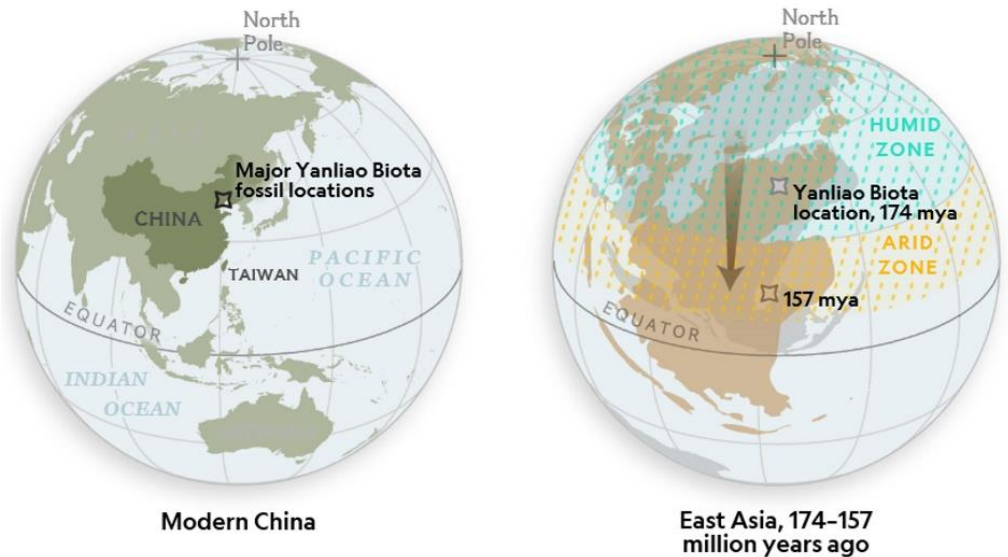 North
Pole
Major Yanliao Biota
fossil locations
CHINA
TAIWAN
PACIFIC
OCEAN
EQUATOR
INDIAN
OCEAN
Modern China
North
Pole
HUMID
ZONE
Yanliao Biota
location, 174 mya
ARID
ZONE
157 mya
EQUATOR
East Asia, 174–157
million years ago